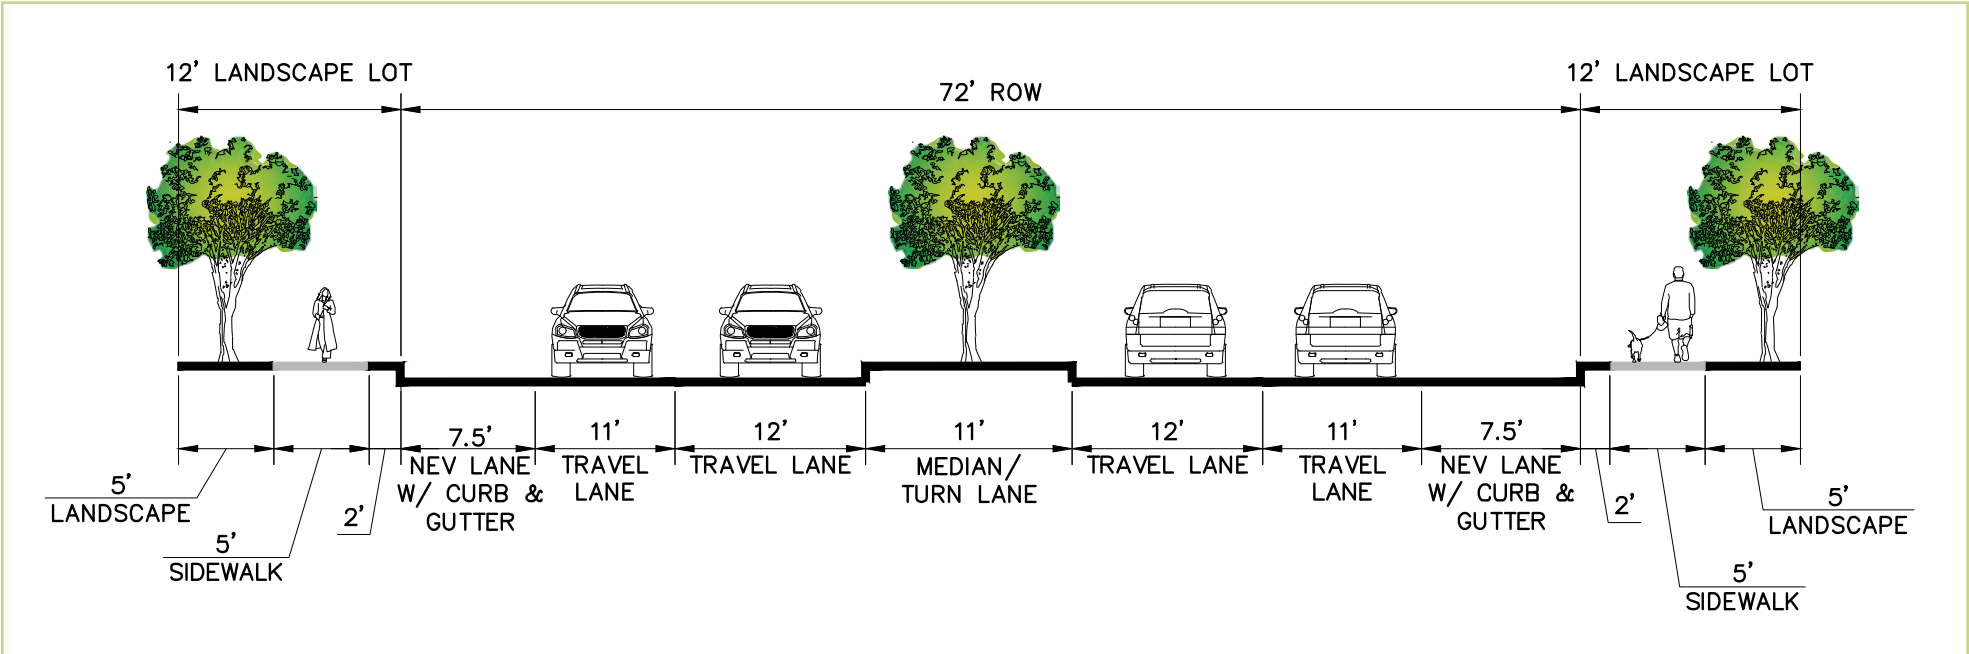 12' LANDSCAPE LOT
72' ROW
12' LANDSCAPE LOT
5'
LANDSCAPE
5'
SIDEWALK
2'
7.5'
NEV LANE
W/ CURB &
GUTTER
11'
TRAVEL
LANE
12'
TRAVEL LANE
11'
MEDIAN/
TURN LANE
12'
TRAVEL LANE
11'
TRAVEL
LANE
7.5'
NEV LANE
W/ CURB &
GUTTER
2'
5'
SIDEWALK
5'
LANDSCAPE